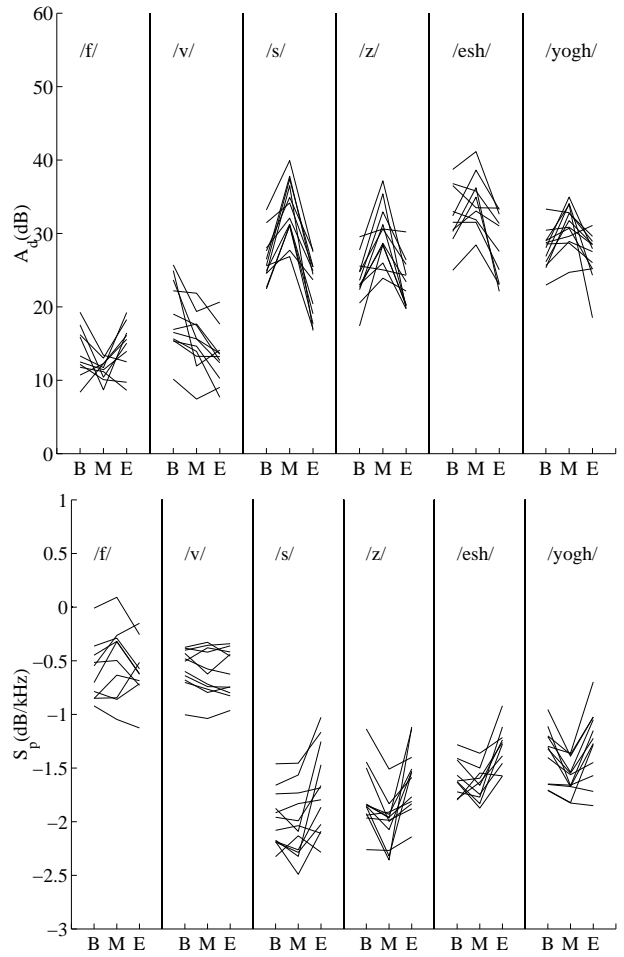 60
50
40
30
20
10
0
A_d (dB)
/f/ /v/ /s/ /z/ /esh/ /yogh/
B M E B M E B M E B M E B M E B M E
1
0.5
0
−0.5
−1
−1.5
−2
−2.5
−3
S_p (dB/kHz)
/f/ /v/ /s/ /z/ /esh/ /yogh/
B M E B M E B M E B M E B M E B M E